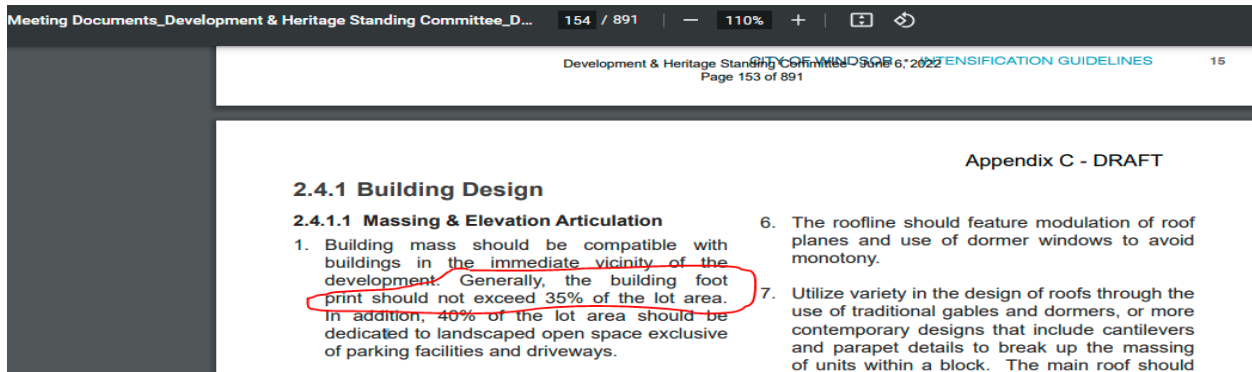 Meeting Documents_Development & Heritage Standing Committee_D... 154 / 891 110%
Development & Heritage Standing Committee - June 6, 2022
CITY OF WINDSOR INTENSIFICATION GUIDELINES 15
Page 153 of 891
Appendix C - DRAFT
2.4.1 Building Design
2.4.1.1 Massing & Elevation Articulation
1. Building mass should be compatible with
buildings in the immediate vicinity of the
development. Generally, the building foot
print should not exceed 35% of the lot area.
In addition, 40% of the lot area should be
dedicated to landscaped open space exclusive
of parking facilities and driveways.
6. The roofline should feature modulation of roof
planes and use of dormer windows to avoid
monotony.
7. Utilize variety in the design of roofs through the
use of traditional gables and dormers, or more
contemporary designs that include cantilevers
and parapet details to break up the massing
of units within a block. The main roof should